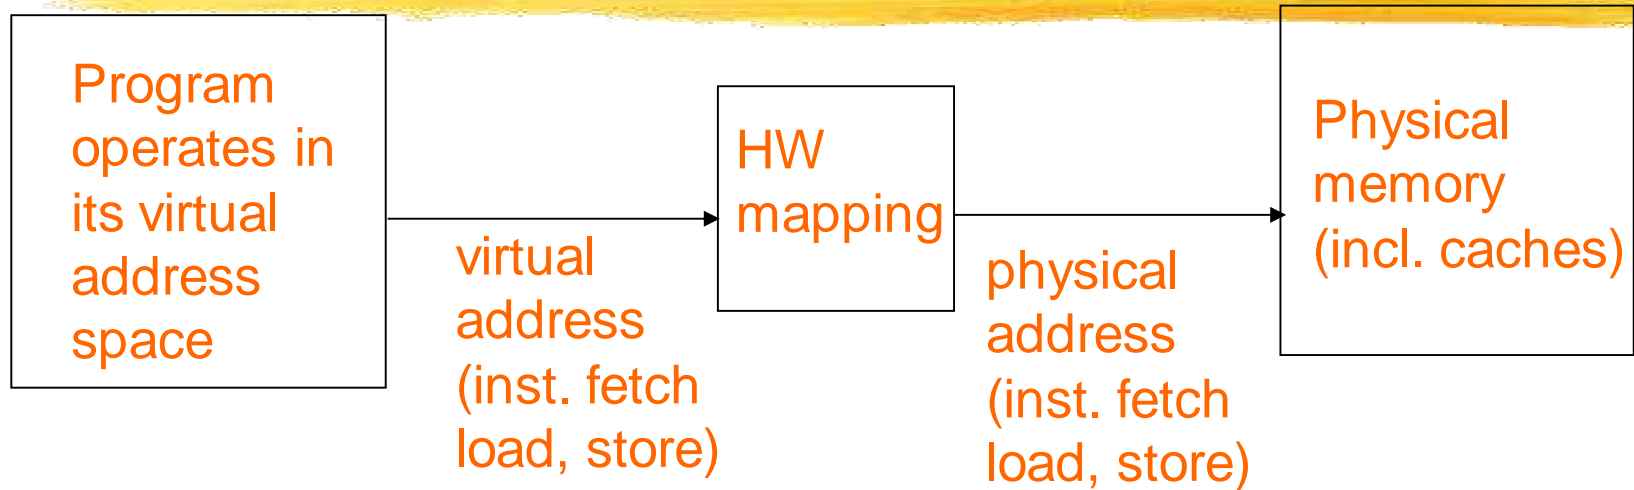 Program
operates in
its virtual
address
space
virtual
address
(inst. fetch
load, store)
HW
mapping
physical
address
(inst. fetch
load, store)
Physical
memory
(incl. caches)